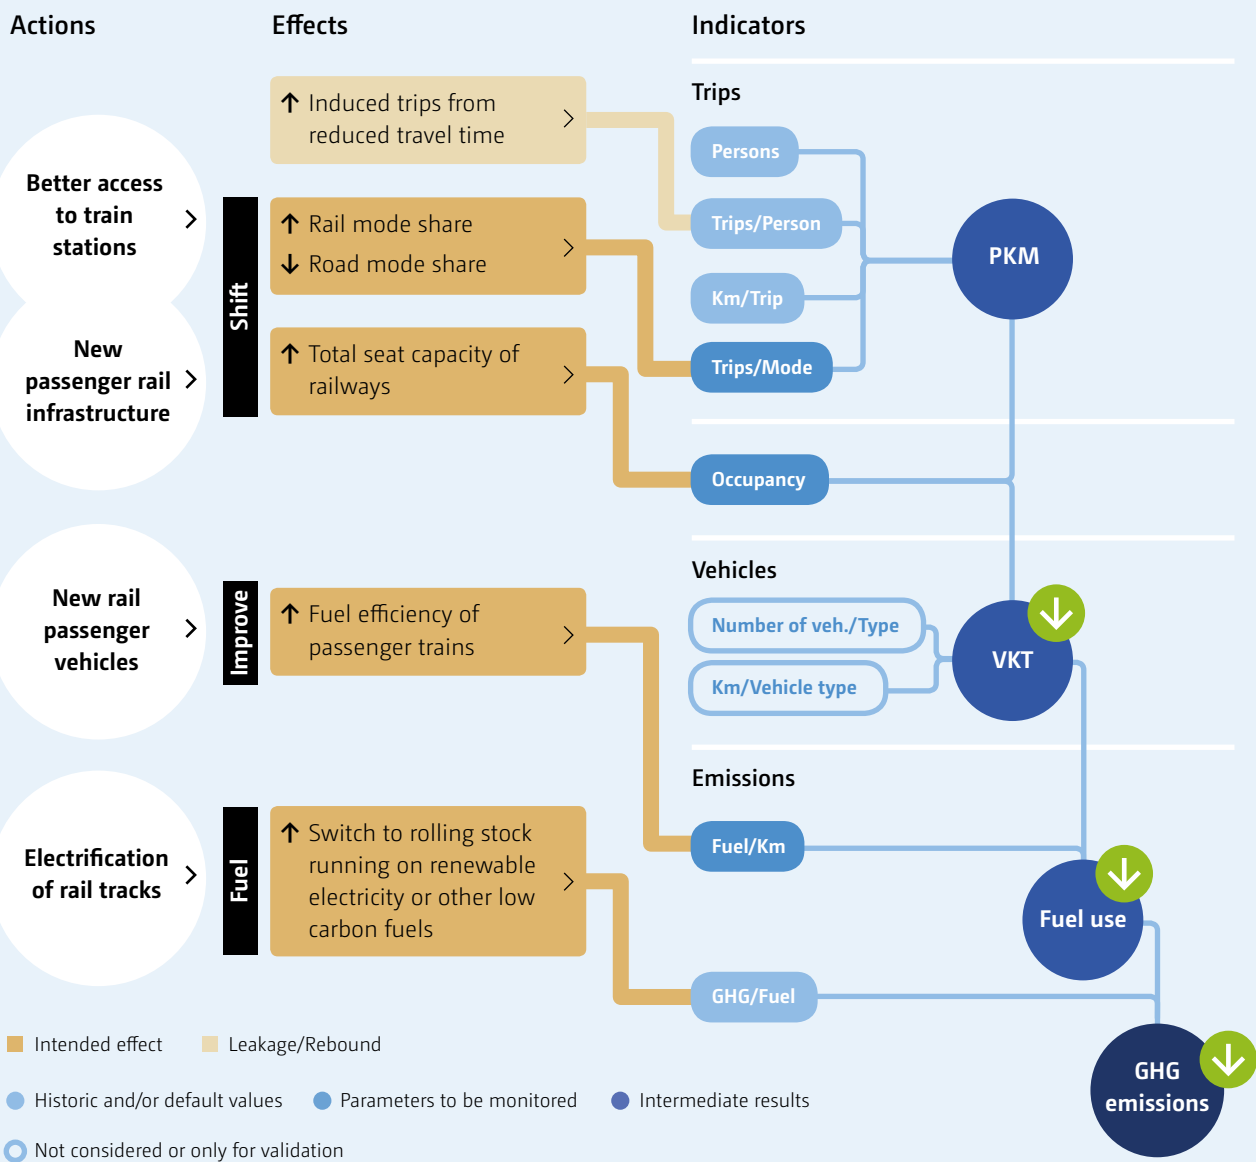 Actions
Effects
Indicators
Better access
to train
stations
New
passenger rail
infrastructure
New rail
passenger
vehicles
Electrification
of rail tracks
Shift
Improve
Fuel
↑ Induced trips from
reduced travel time
↑ Rail mode share
↓ Road mode share
↑ Total seat capacity of
railways
↑ Fuel efficiency of
passenger trains
↑ Switch to rolling stock
running on renewable
electricity or other low
carbon fuels
Trips
Persons
Trips/Person
Km/Trip
Trips/Mode
Occupancy
Vehicles
Number of veh./Type
Km/Vehicle type
Emissions
Fuel/Km
GHG/Fuel
PKM
VKT
Fuel use
GHG
emissions
Intended effect
Leakage/Rebound
Historic and/or default values
Parameters to be monitored
Intermediate results
Not considered or only for validation